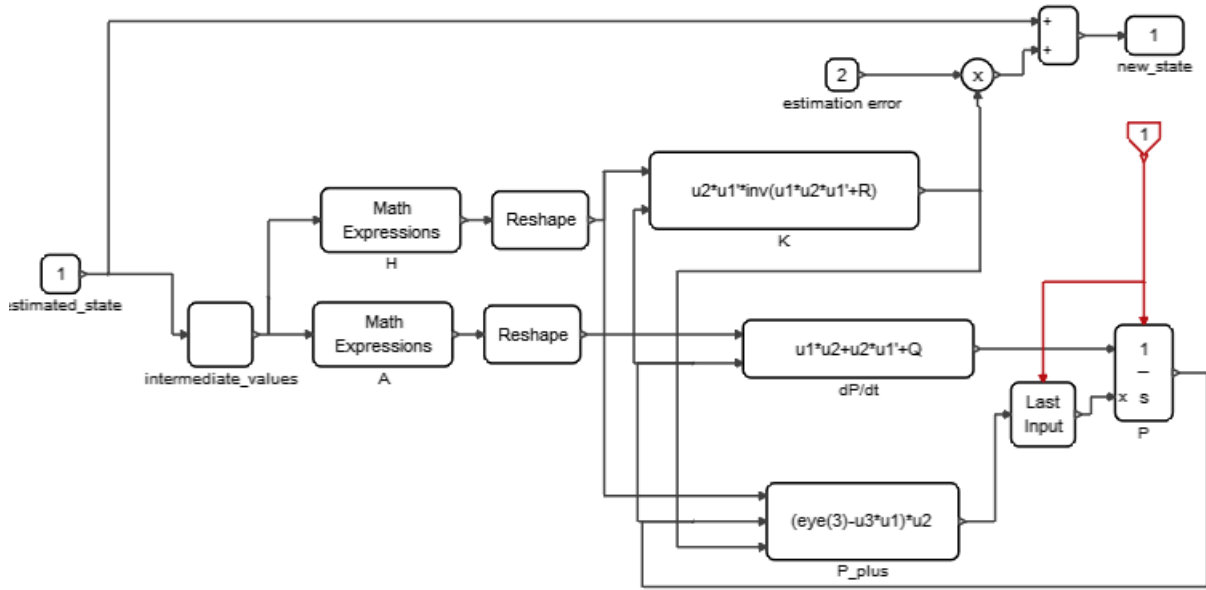 +
+
1
new_state
2
estimation error
x
1
u2*u1'*inv(u1*u2*u1'+R)
K
Math
Expressions
H
Reshape
1
estimated_state
intermediate_values
Math
Expressions
A
Reshape
u1*u2+u2*u1'+Q
dP/dt
Last
Input
1
s
x
P
(eye(3)-u3*u1)*u2
P_plus